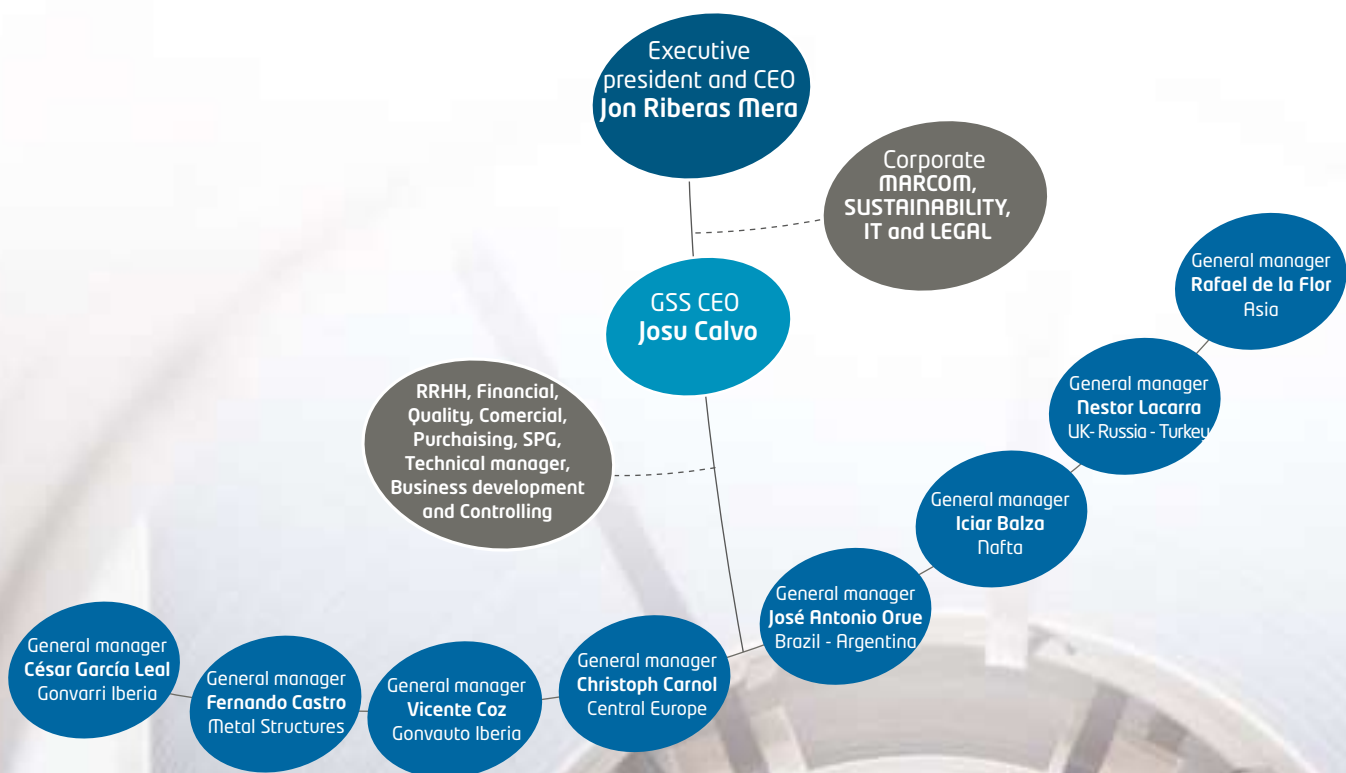 Executive
president and CEO
Jon Riberas Mera
Corporate
MARCOM,
SUSTAINABILITY,
IT and LEGAL
GSS CEO
Josu Calvo
General manager
Rafael de la Flor
Asia
RRHH, Financial,
Quality, Comercial,
Purchaising, SPG,
Technical manager,
Business development
and Controlling
General manager
Nestor Lacarra
UK- Russia - Turkey
General manager
Iciar Balza
Nafta
General manager
José Antonio Orue
Brazil - Argentina
General manager
Christoph Carnol
Central Europe
General manager
Vicente Coz
Gonvauto Iberia
General manager
Fernando Castro
Metal Structures
General manager
César García Leal
Gonvarri Iberia